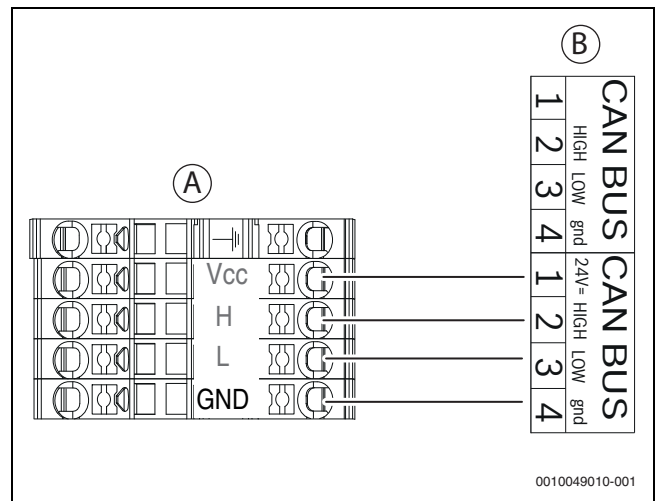 B
A
1
2 HIGH
3 LOW
4 gnd
CAN BUS
1 24V=
2 HIGH
3 LOW
4 gnd
CAN BUS
Vcc
H
L
GND
0010049010-001